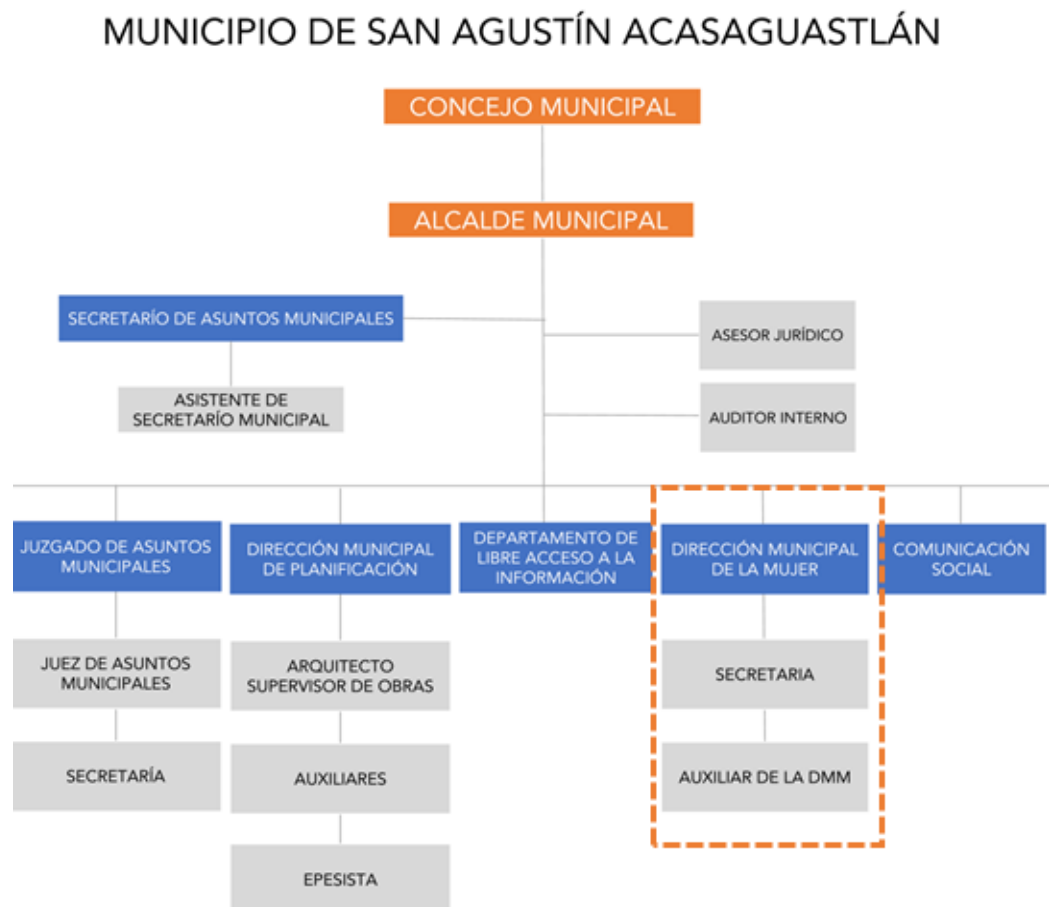 MUNICIPIO DE SAN AGUSTÍN ACASAGUASTLÁN
CONCEJO MUNICIPAL
ALCALDE MUNICIPAL
SECRETARÍO DE ASUNTOS MUNICIPALES
ASISTENTE DE
SECRETARÍO MUNICIPAL
ASESOR JURÍDICO
AUDITOR INTERNO
JUZGADO DE ASUNTOS
MUNICIPALES
JUEZ DE ASUNTOS
MUNICIPALES
SECRETARÍA
DIRECCIÓN MUNICIPAL
DE PLANIFICACIÓN
ARQUITECTO
SUPERVISOR DE OBRAS
AUXILIARES
EPESISTA
DEPARTAMENTO DE
LIBRE ACCESO A LA
INFORMACIÓN
DIRECCIÓN MUNICIPAL
DE LA MUJER
SECRETARIA
AUXILIAR DE LA DMM
COMUNICACIÓN
SOCIAL